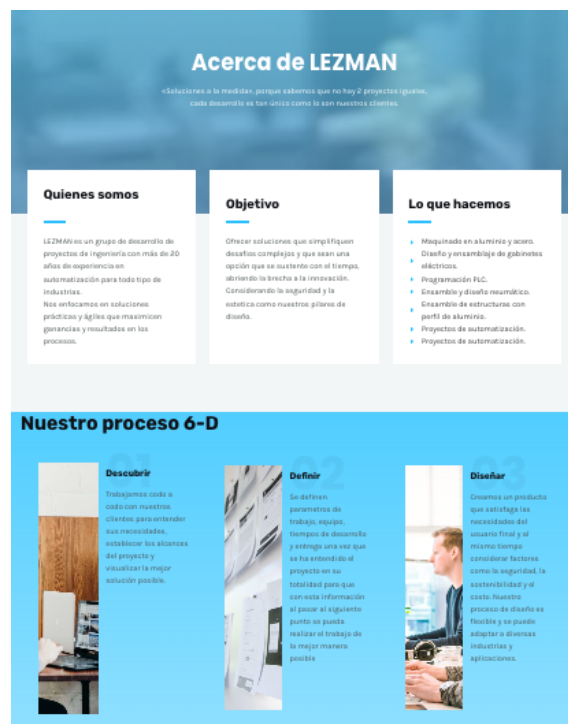 Acerca de LEZMAN
«Soluciones a la medida», porque sabemos que no hay 2 proyectos iguales,
cada desarrollo es tan único como lo son nuestros clientes.
Quienes somos
LEZMAN es un grupo de desarrollo de
proyectos de ingeniería con más de 20
años de experiencia en
automatización para todo tipo de
industrias.
Nos enfocamos en soluciones
prácticas y ágiles que maximicen
ganancias y resultados en los
procesos.
Objetivo
Ofrecer soluciones que simplifiquen
desafíos complejos y que sean una
opción que se sustente con el tiempo,
abriendo la brecha a la innovación.
Considerando la seguridad y la
estetica como nuestros pilares de
diseño.
Lo que hacemos
Maquinado en aluminio y acero.
Diseño y ensamblaje de gabinetes
eléctricos.
Programación PLC.
Ensamble y diseño neumático.
Ensamble de estructuras con
perfil de aluminio.
Proyectos de automatización.
Proyectos de automatización.
Nuestro proceso 6-D
01
Descubrir
Trabajamos codo a
codo con nuestros
clientes para entender
sus necesidades,
establecer los alcances
del proyecto y
visualizar la mejor
solución posible.
02
Definir
Se definen
parametros de
trabajo, equipo,
tiempos de desarrollo
y entrega una vez que
se ha entendido el
proyecto en su
totalidad para que
con esta información
al pasar al siguiente
punto se pueda
realizar el trabajo de
la mejor manera
posible
03
Diseñar
Creamos un producto
que satisfaga las
necesidades del
usuario final y al
mismo tiempo
considerar factores
como la seguridad, la
sostenibilidad y el
costo. Nuestro
proceso de diseño es
flexible y se puede
adaptar a diversas
industrias y
aplicaciones.